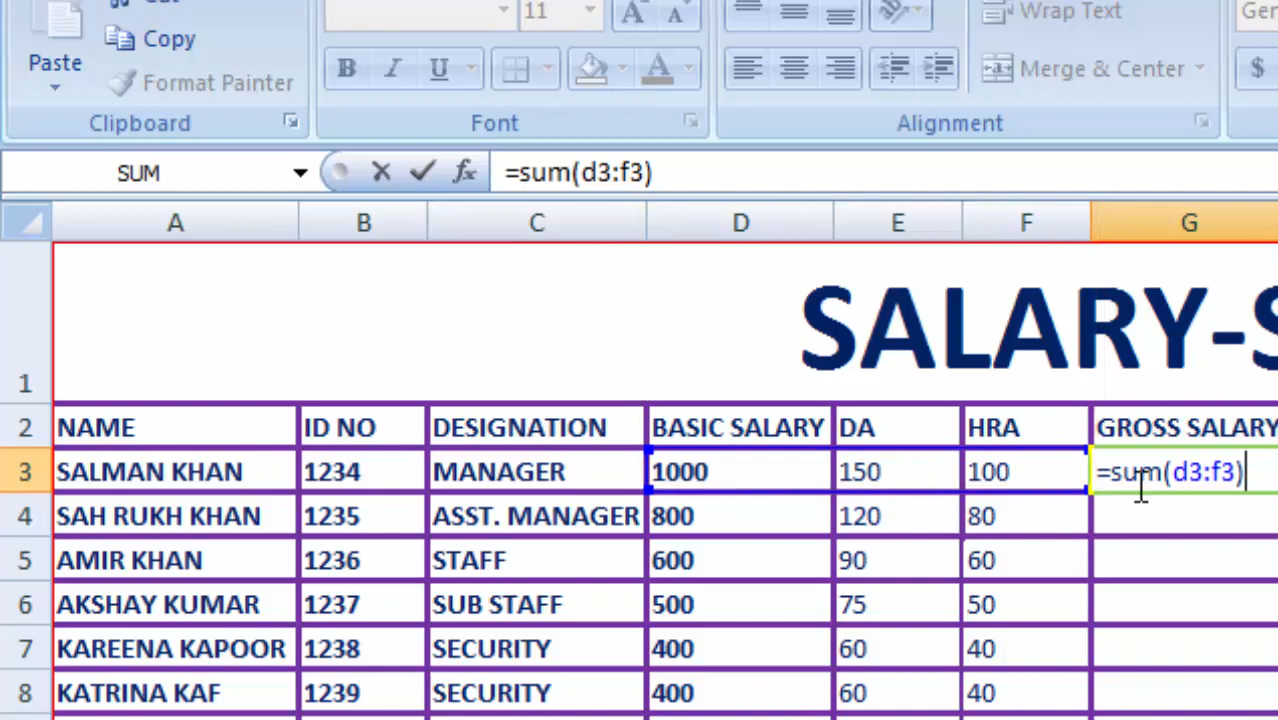 11
Wrap Text
Copy
Paste
B I U A
Merge & Center
$
Format Painter
Clipboard
Font
Alignment
SUM
fx
=sum(d3:f3)
A B C D E F G
1 SALARY-
2 NAME ID NO DESIGNATION BASIC SALARY DA HRA GROSS SALARY
3 SALMAN KHAN 1234 MANAGER 1000 150 100 =sum(d3:f3)
4 SAH RUKH KHAN 1235 ASST. MANAGER 800 120 80
5 AMIR KHAN 1236 STAFF 600 90 60
6 AKSHAY KUMAR 1237 SUB STAFF 500 75 50
7 KAREENA KAPOOR 1238 SECURITY 400 60 40
8 KATRINA KAF 1239 SECURITY 400 60 40